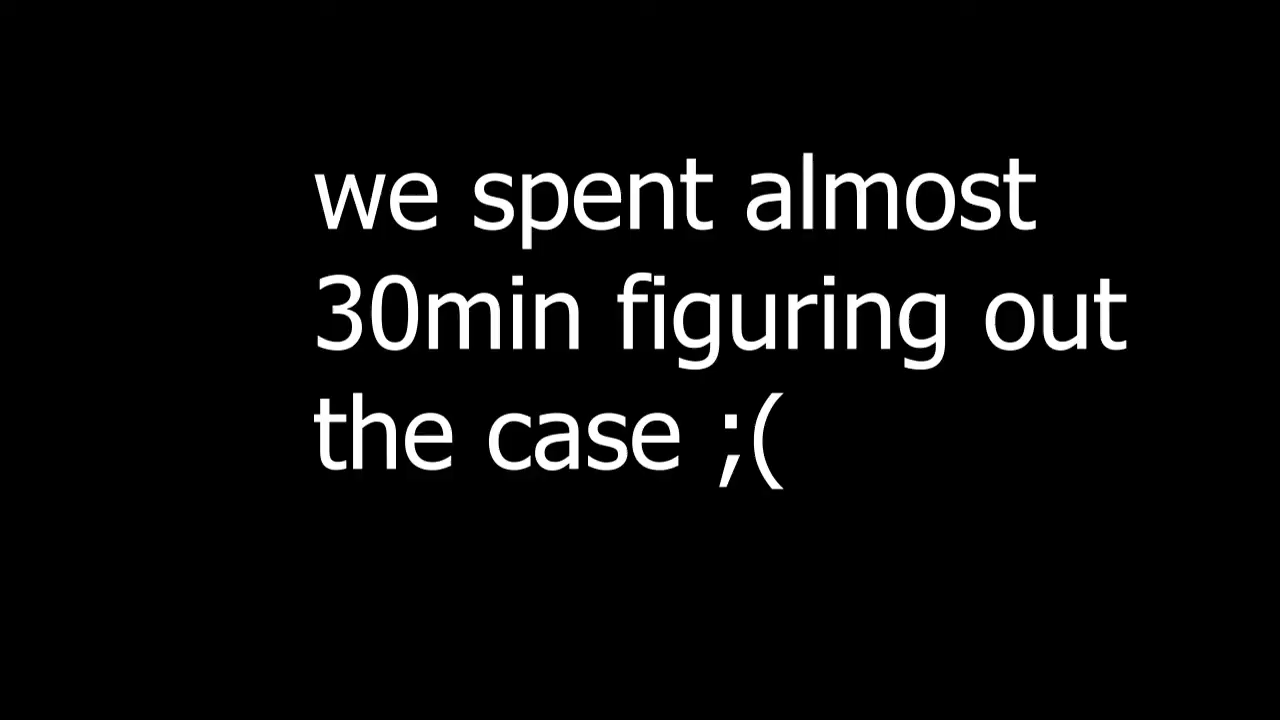 we spent almost
30min figuring out
the case ;(